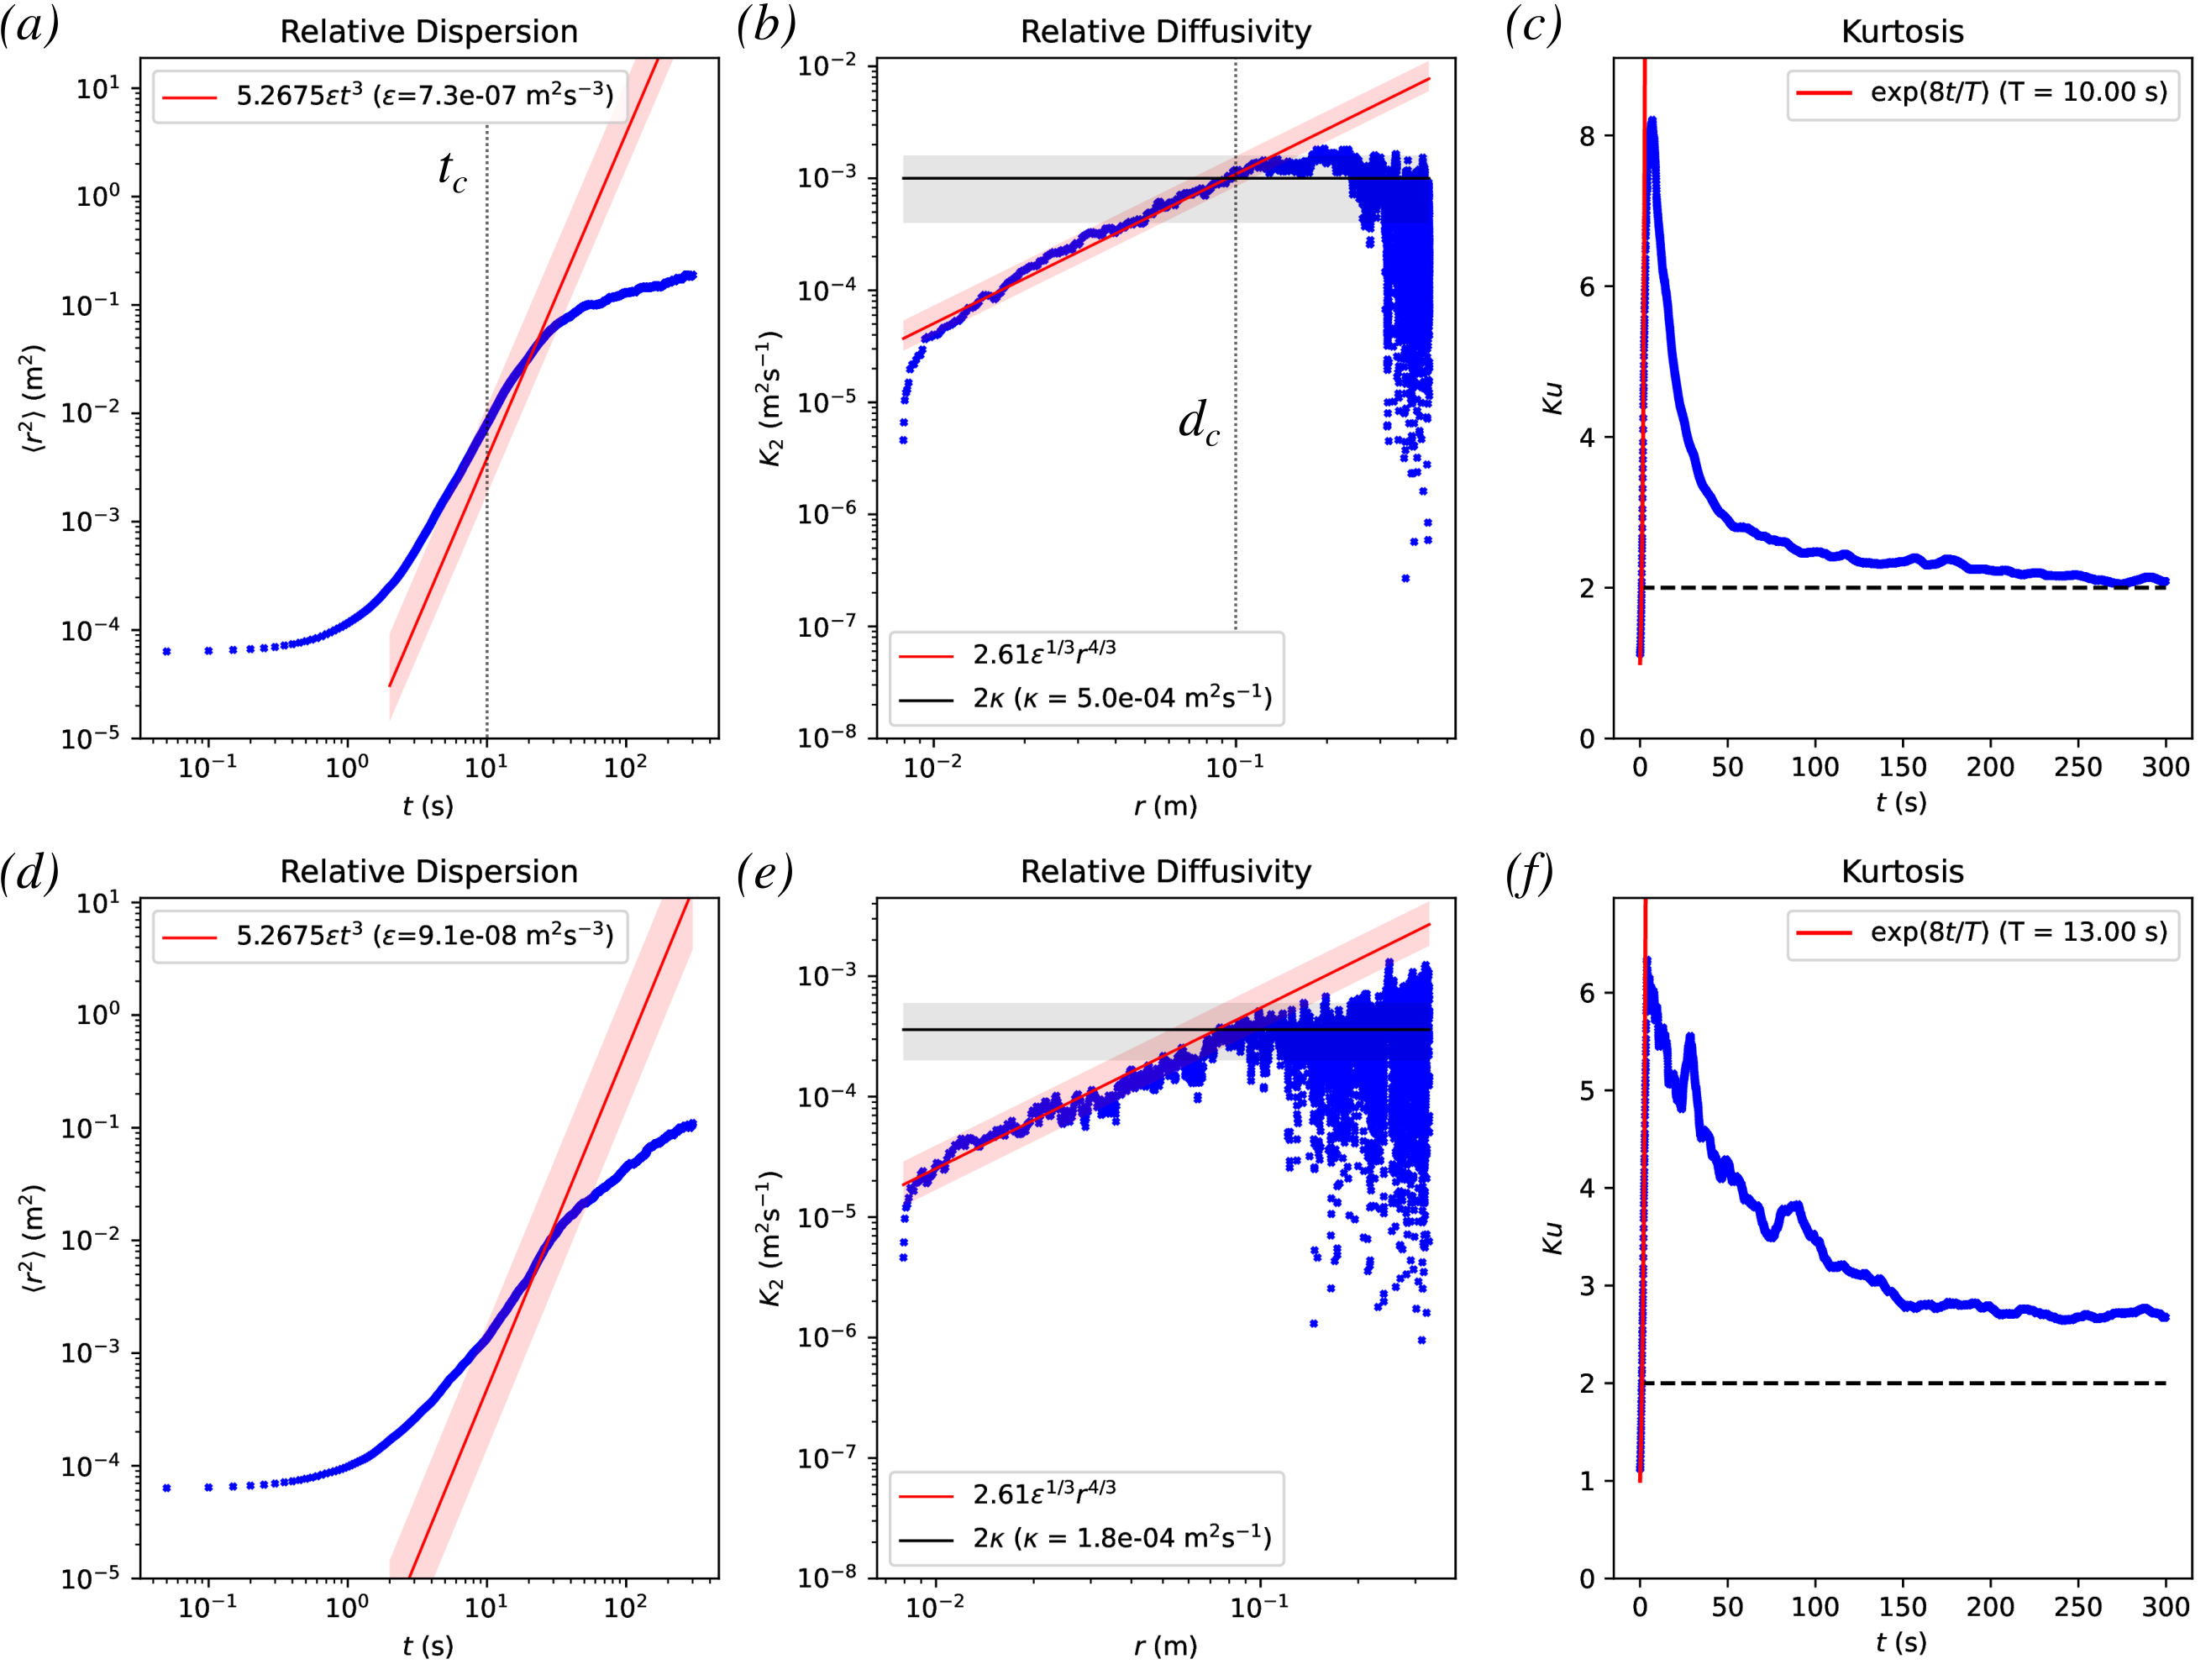 (a)
Relative Dispersion
5.2675εt³ (ε=7.3e-07 m²s⁻³)
t_c
10¹
10⁰
10⁻¹
10⁻²
10⁻³
10⁻⁴
10⁻⁵
⟨r²⟩ (m²)
10⁻¹ 10⁰ 10¹ 10²
t (s)
(b)
Relative Diffusivity
10⁻²
10⁻³
10⁻⁴
10⁻⁵
10⁻⁶
10⁻⁷
10⁻⁸
K₂ (m²s⁻¹)
d_c
2.61ε^{1/3}r^{4/3}
2κ (κ = 5.0e-04 m²s⁻¹)
10⁻² 10⁻¹
r (m)
(c)
Kurtosis
exp(8t/T) (T = 10.00 s)
8
6
4
2
0
Ku
0 50 100 150 200 250 300
t (s)
(d)
Relative Dispersion
5.2675εt³ (ε=9.1e-08 m²s⁻³)
10¹
10⁰
10⁻¹
10⁻²
10⁻³
10⁻⁴
10⁻⁵
⟨r²⟩ (m²)
10⁻¹ 10⁰ 10¹ 10²
t (s)
(e)
Relative Diffusivity
10⁻³
10⁻⁴
10⁻⁵
10⁻⁶
10⁻⁷
10⁻⁸
K₂ (m²s⁻¹)
2.61ε^{1/3}r^{4/3}
2κ (κ = 1.8e-04 m²s⁻¹)
10⁻² 10⁻¹
r (m)
(f)
Kurtosis
exp(8t/T) (T = 13.00 s)
6
5
4
3
2
1
0
Ku
0 50 100 150 200 250 300
t (s)